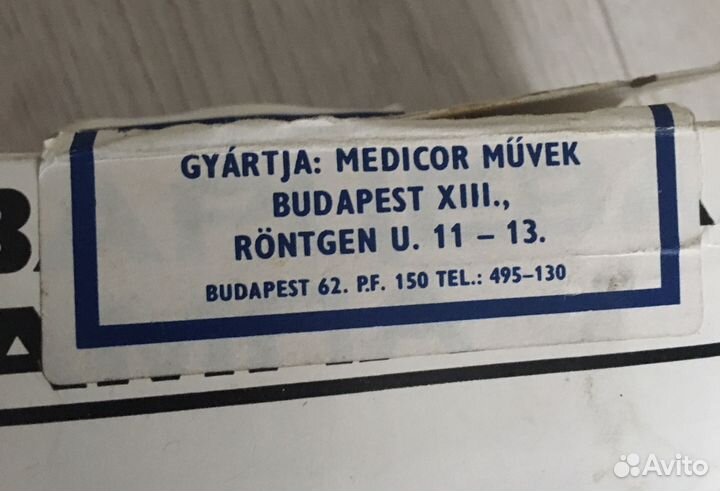 GYÁRTJA: MEDICOR MŰVEK
BUDAPEST XIII.,
RÖNTGEN U. 11 – 13.
BUDAPEST 62. P.F. 150 TEL.: 495–130
Avito